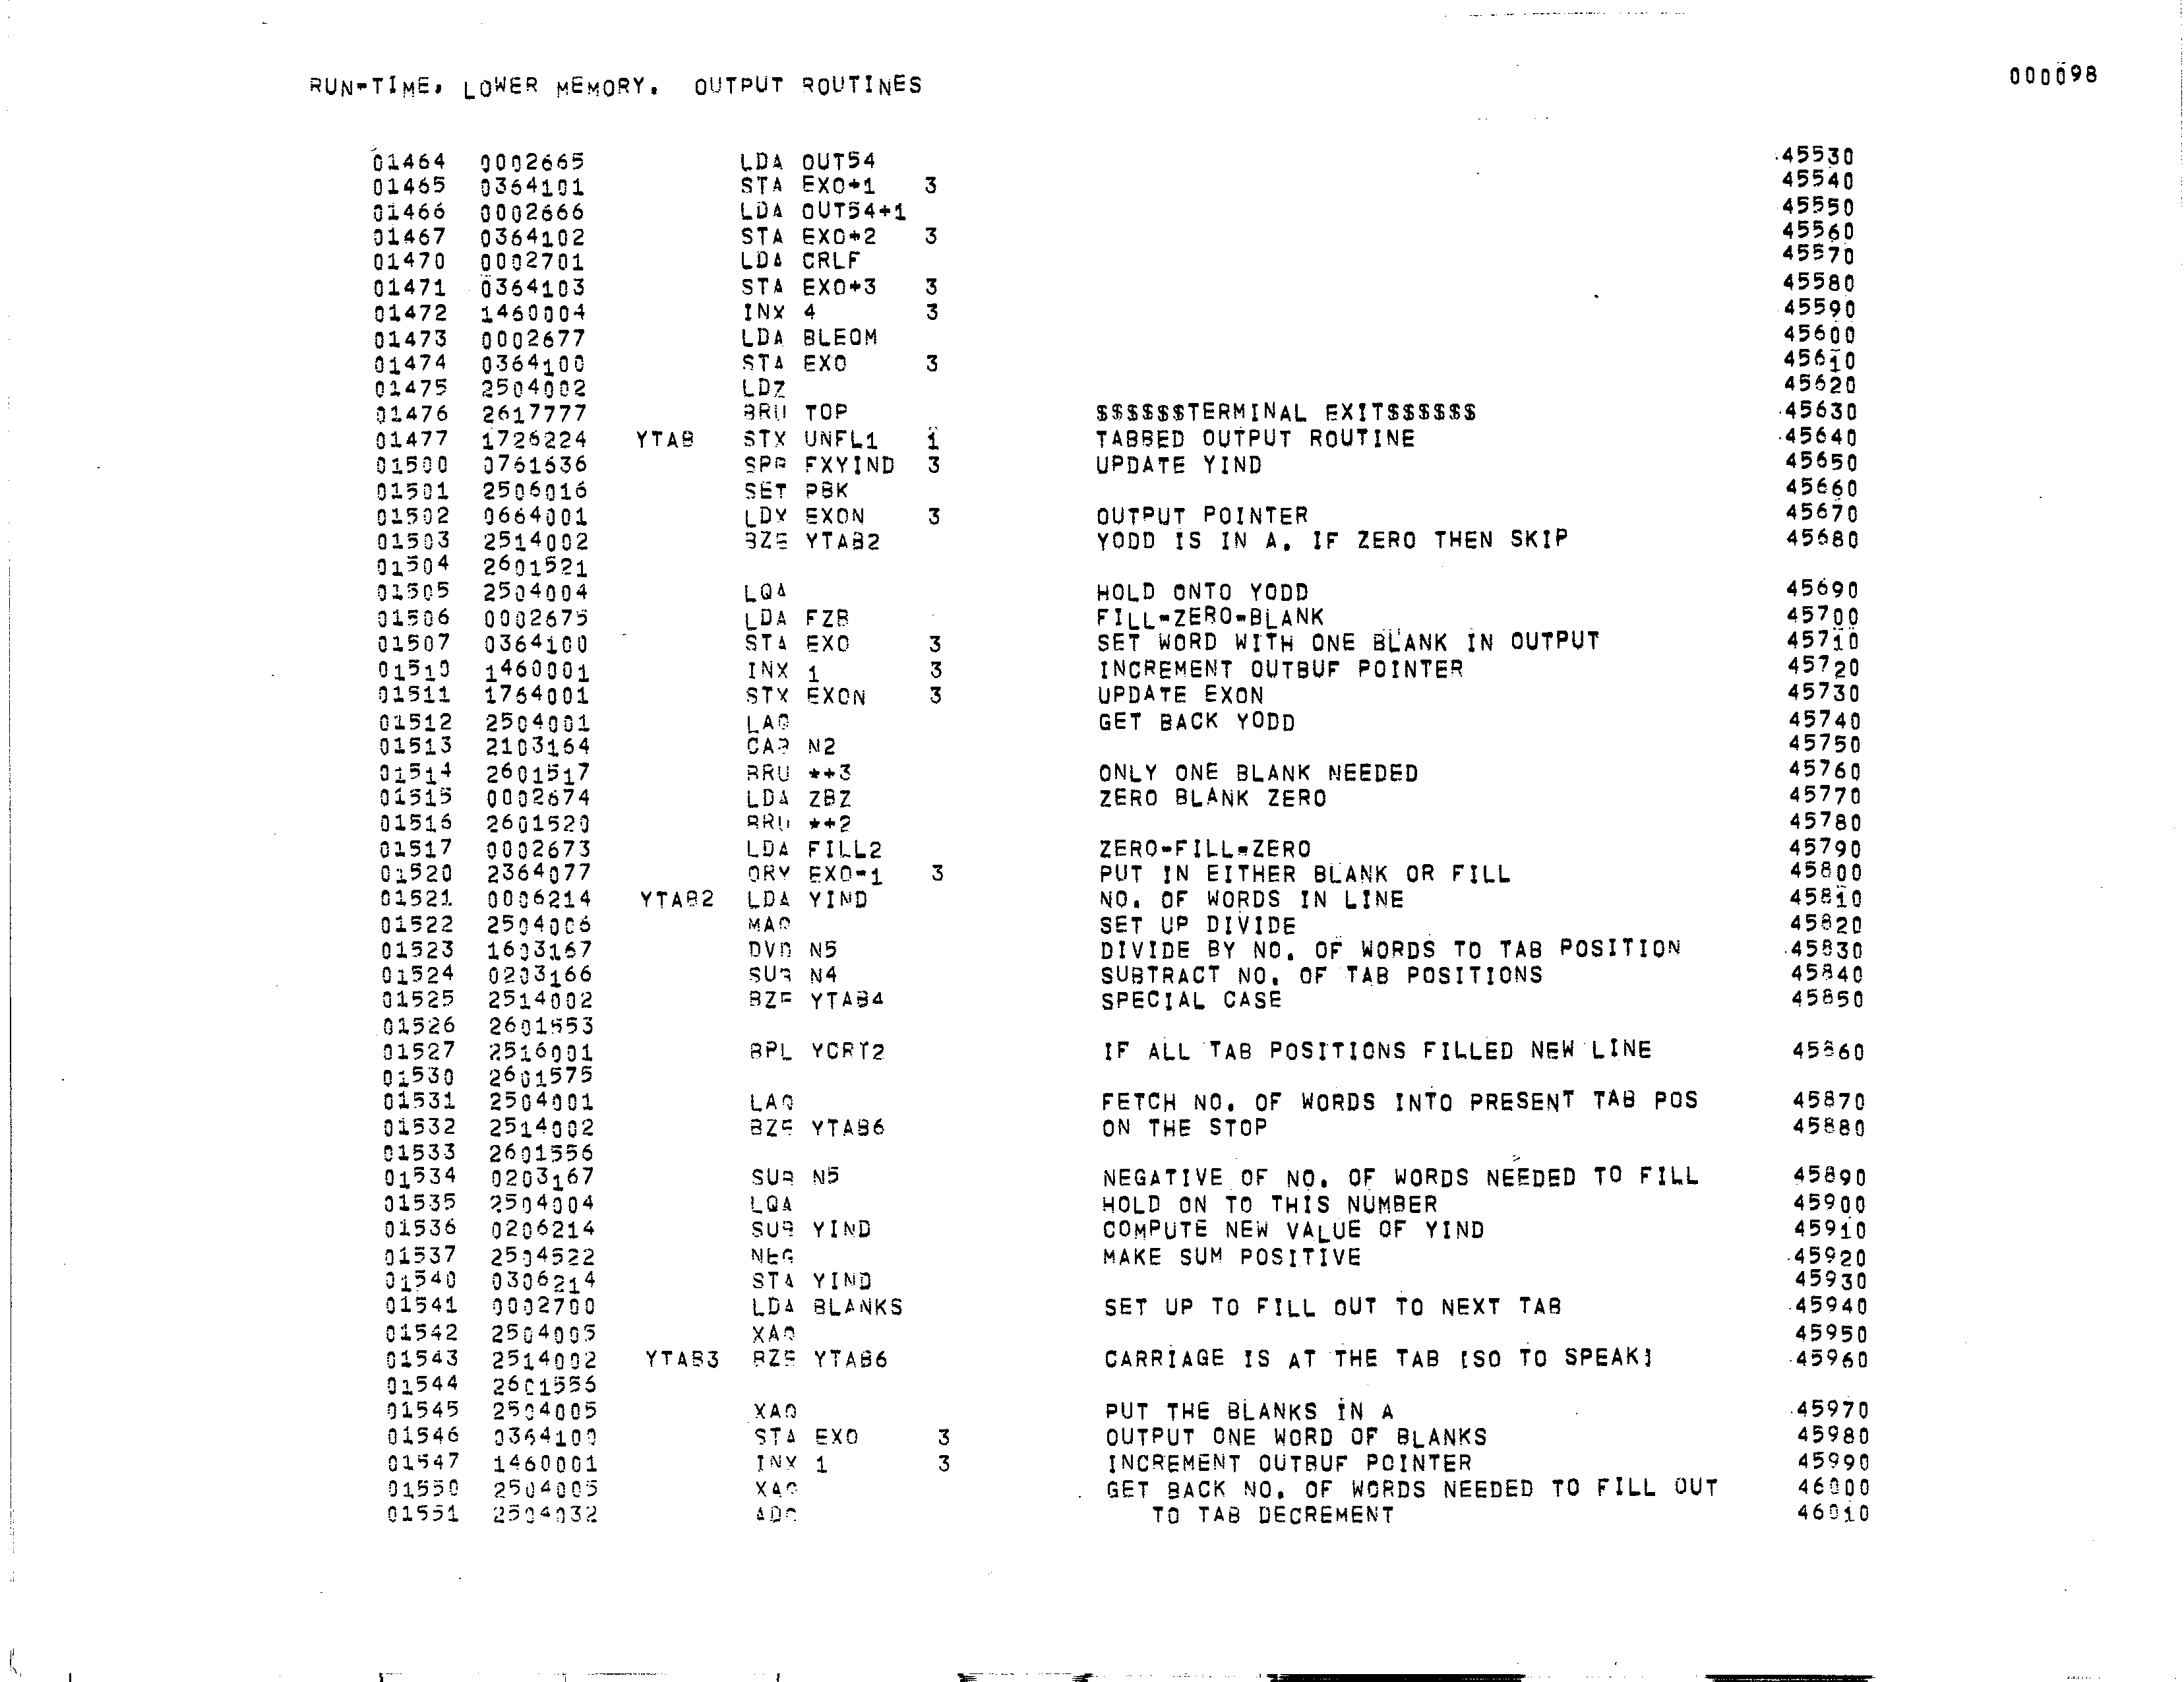 000098
RUN-TIME, LOWER MEMORY. OUTPUT ROUTINES
01464 0002665 LDA OUT54 45530
01465 0364101 STA EXO+1 3 45540
01466 0002666 LDA OUT54+1 45550
01467 0364102 STA EXO+2 3 45560
01470 0002701 LDA CRLF 45570
01471 0364103 STA EXO+3 3 45580
01472 1460004 INX 4 3 45590
01473 0002677 LDA BLEOM 45600
01474 0364100 STA EXO 3 45610
01475 2504002 LDZ 45620
01476 2617777 BRU TOP $$$$$$TERMINAL EXIT$$$$$$ 45630
01477 1726224 YTAB STX UNFL1 1 TABBED OUTPUT ROUTINE 45640
01500 0761636 SPB FXYIND 3 UPDATE YIND 45650
01501 2506016 SET PBK 45660
01502 0664001 LDX EXON 3 OUTPUT POINTER 45670
01503 2514002 BZE YTAB2 YODD IS IN A. IF ZERO THEN SKIP 45680
01504 2601521
01505 2504004 LQA HOLD ONTO YODD 45690
01506 0002675 LDA FZB FILL-ZERO-BLANK 45700
01507 0364100 STA EXO 3 SET WORD WITH ONE BLANK IN OUTPUT 45710
01510 1460001 INX 1 3 INCREMENT OUTBUF POINTER 45720
01511 1764001 STX EXON 3 UPDATE EXON 45730
01512 2504001 LAQ GET BACK YODD 45740
01513 2103164 CAB N2 45750
01514 2601517 BRU *+3 ONLY ONE BLANK NEEDED 45760
01515 0002674 LDA ZBZ ZERO BLANK ZERO 45770
01516 2601520 BRU *+2 45780
01517 0002673 LDA FILL2 ZERO-FILL-ZERO 45790
01520 2364077 ORY EXO-1 3 PUT IN EITHER BLANK OR FILL 45800
01521 0006214 YTAB2 LDA YIND NO. OF WORDS IN LINE 45810
01522 2504006 MAQ SET UP DIVIDE 45820
01523 1603167 DVD N5 DIVIDE BY NO. OF WORDS TO TAB POSITION 45830
01524 0203166 SUB N4 SUBTRACT NO. OF TAB POSITIONS 45840
01525 2514002 BZE YTAB4 SPECIAL CASE 45850
01526 2601553
01527 2516001 BPL YCRT2 IF ALL TAB POSITIONS FILLED NEW LINE 45860
01530 2601575
01531 2504001 LAQ FETCH NO. OF WORDS INTO PRESENT TAB POS 45870
01532 2514002 BZE YTAB6 ON THE STOP 45880
01533 2601556
01534 0203167 SUB N5 NEGATIVE OF NO. OF WORDS NEEDED TO FILL 45890
01535 2504004 LQA HOLD ON TO THIS NUMBER 45900
01536 0206214 SUB YIND COMPUTE NEW VALUE OF YIND 45910
01537 2504522 NEG MAKE SUM POSITIVE 45920
01540 0306214 STA YIND 45930
01541 0002700 LDA BLANKS SET UP TO FILL OUT TO NEXT TAB 45940
01542 2504005 XAQ 45950
01543 2514002 YTAB3 BZE YTAB6 CARRIAGE IS AT THE TAB [SO TO SPEAK] 45960
01544 2601556
01545 2504005 XAQ PUT THE BLANKS IN A 45970
01546 0364100 STA EXO 3 OUTPUT ONE WORD OF BLANKS 45980
01547 1460001 INX 1 3 INCREMENT OUTBUF POINTER 45990
01550 2504005 XAQ GET BACK NO. OF WORDS NEEDED TO FILL OUT 46000
01551 2504032 ADO TO TAB DECREMENT 46010